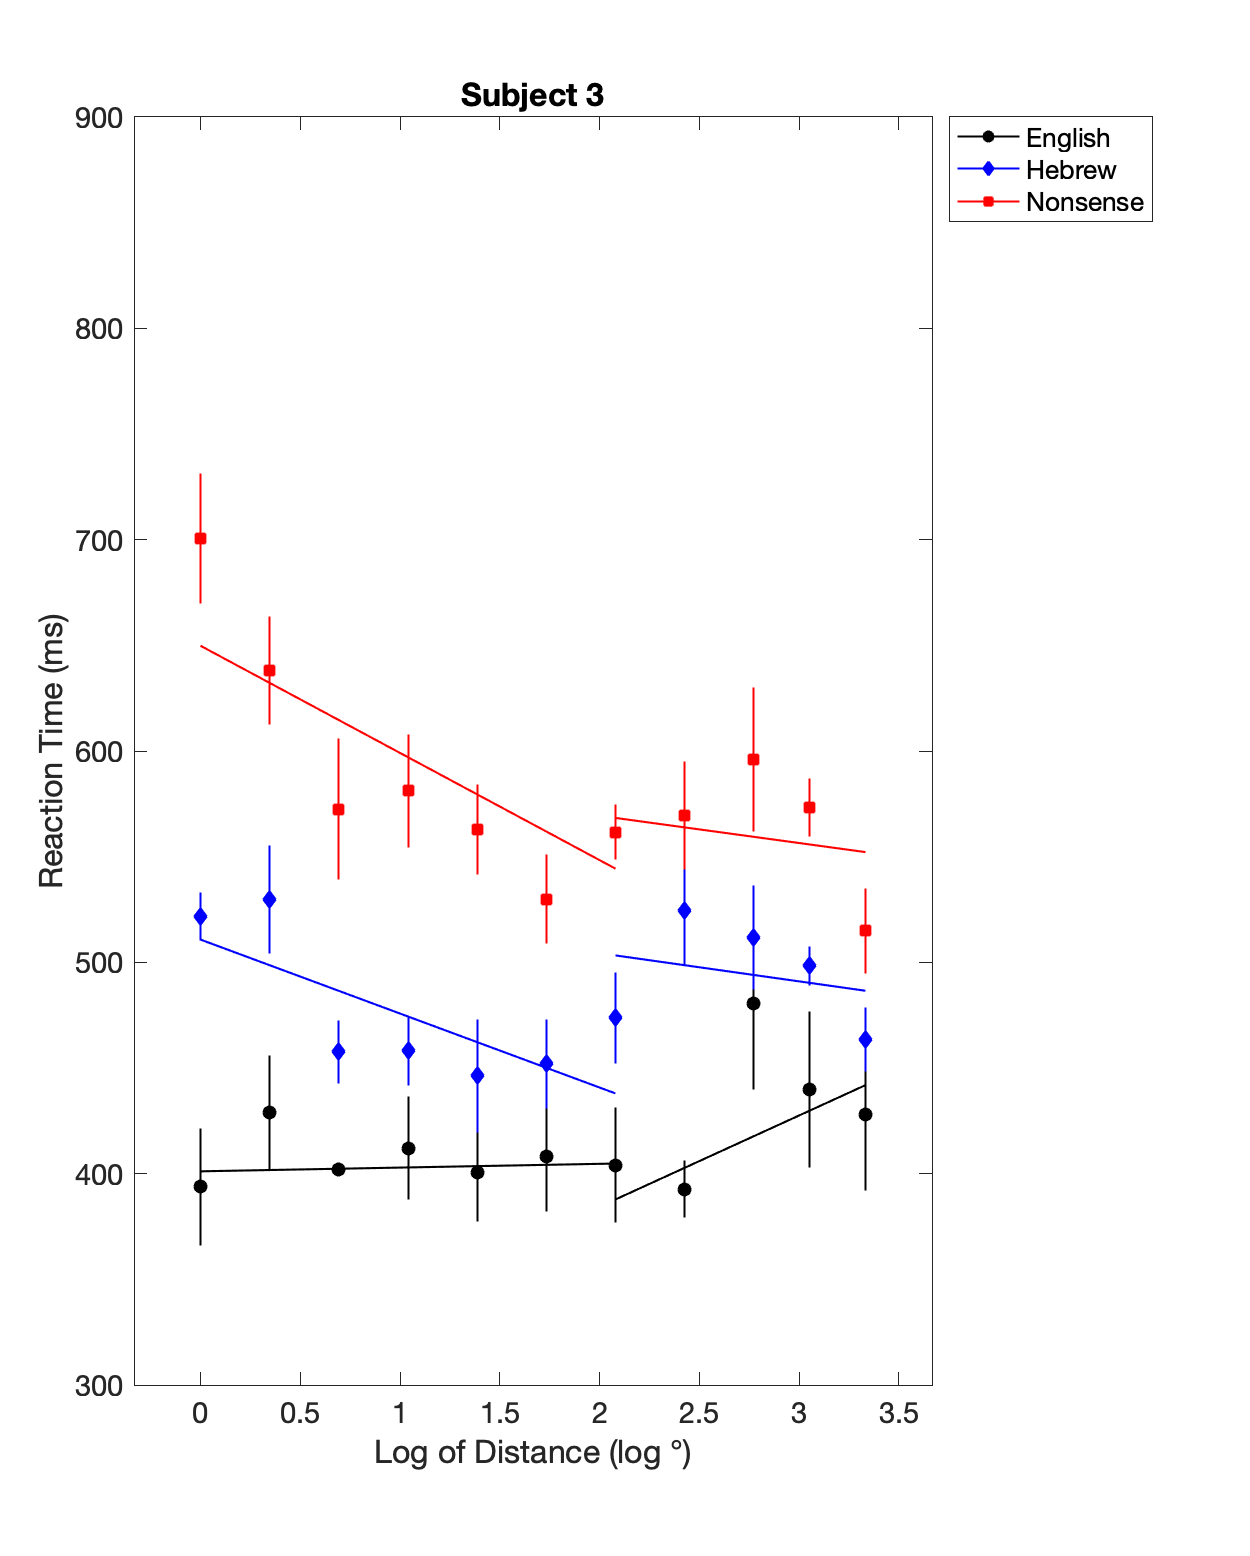 Subject 3
900
800
700
600
500
400
300
Reaction Time (ms)
0 0.5 1 1.5 2 2.5 3 3.5
Log of Distance (log °)
English
Hebrew
Nonsense